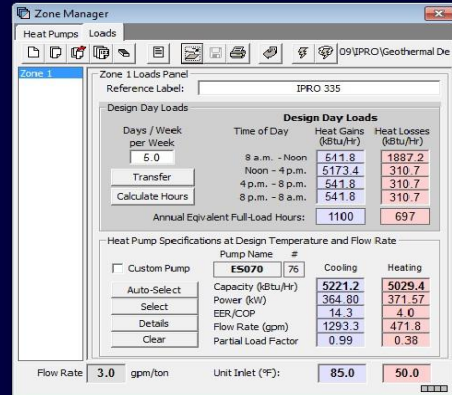 Zone Manager
Heat Pumps Loads
09\IPRO\Geothermal De
Zone 1
Zone 1 Loads Panel
Reference Label: IPRO 335
Design Day Loads
Design Day Loads
Days / Week per Week
Time of Day Heat Gains (kBtu/Hr) Heat Losses (kBtu/Hr)
5.0
8 a.m. - Noon 541.8 1887.2
Noon - 4 p.m. 5173.4 310.7
Transfer
4 p.m. - 8 p.m. 541.8 310.7
Calculate Hours
8 p.m. - 8 a.m. 541.8 310.7
Annual Eqivalent Full-Load Hours: 1100 697
Heat Pump Specifications at Design Temperature and Flow Rate
Pump Name #
Custom Pump ES070 76 Cooling Heating
Auto-Select
Capacity (kBtu/Hr) 5221.2 5029.4
Select
Power (kW) 364.80 371.57
EER/COP 14.3 4.0
Details
Flow Rate (gpm) 1293.3 471.8
Clear
Partial Load Factor 0.99 0.38
Flow Rate 3.0 gpm/ton Unit Inlet (ºF): 85.0 50.0